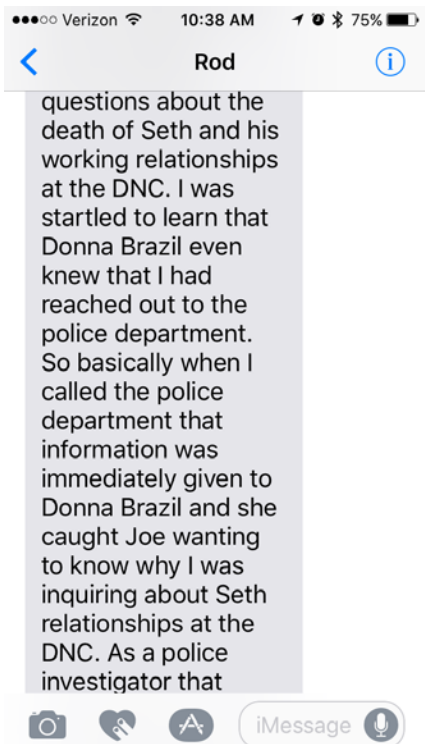 Verizon 10:38 AM 75%
Rod
questions about the
death of Seth and his
working relationships
at the DNC. I was
startled to learn that
Donna Brazil even
knew that I had
reached out to the
police department.
So basically when I
called the police
department that
information was
immediately given to
Donna Brazil and she
caught Joe wanting
to know why I was
inquiring about Seth
relationships at the
DNC. As a police
investigator that
iMessage